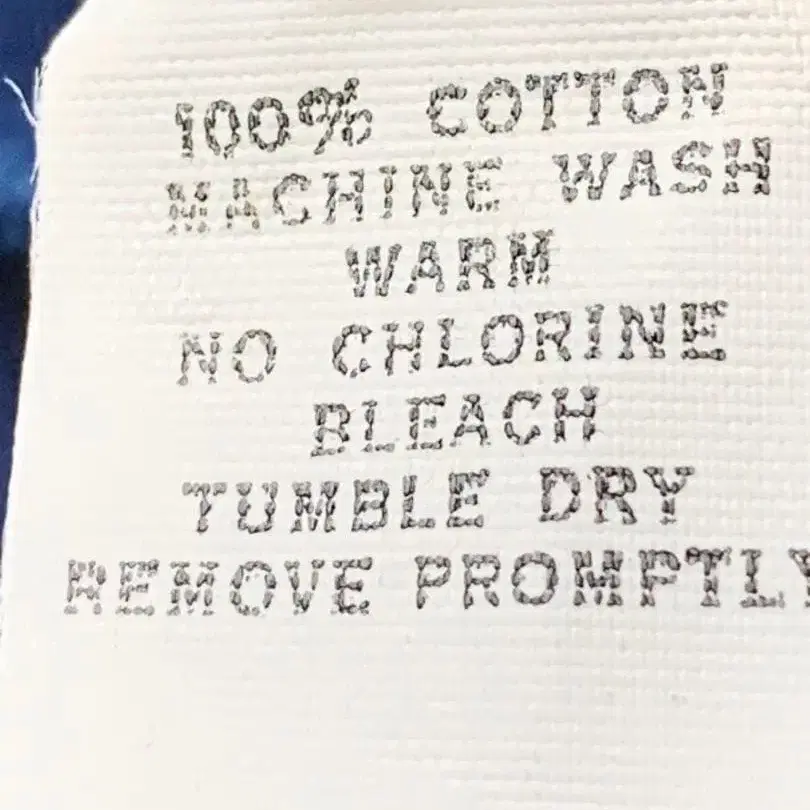 100% COTTON
MACHINE WASH
WARM
NO CHLORINE
BLEACH
TUMBLE DRY
REMOVE PROMPTLY